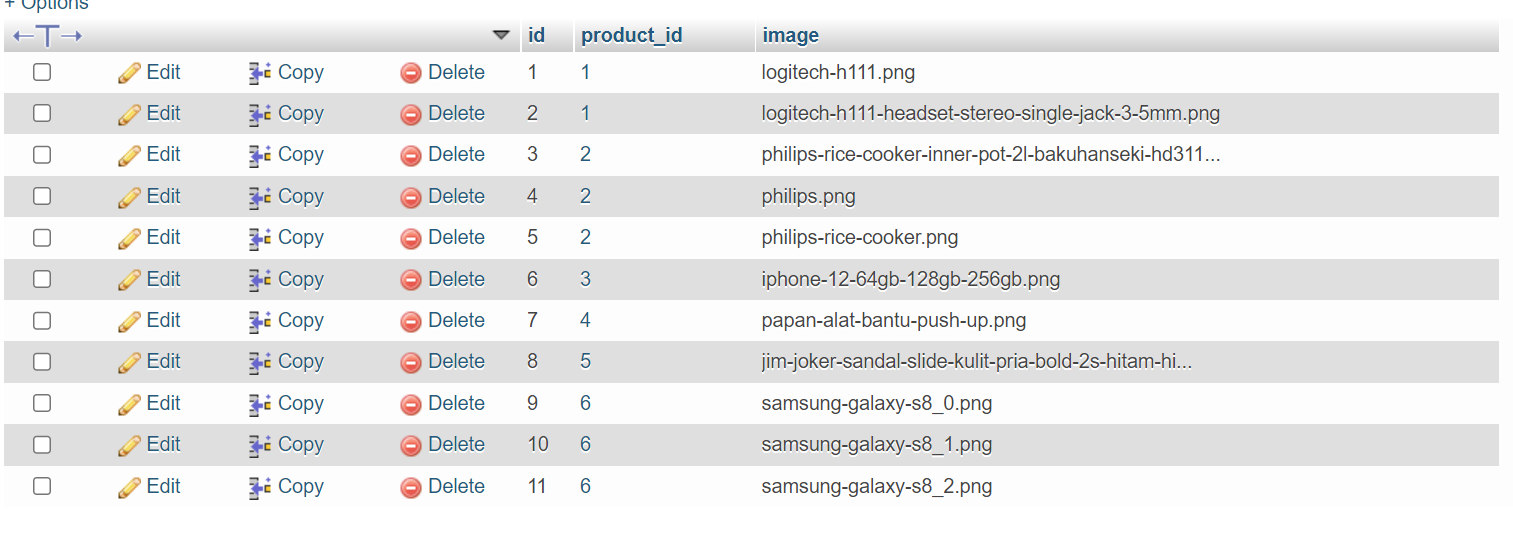 + Options
id product_id image
Edit Copy Delete 1 1 logitech-h111.png
Edit Copy Delete 2 1 logitech-h111-headset-stereo-single-jack-3-5mm.png
Edit Copy Delete 3 2 philips-rice-cooker-inner-pot-2l-bakuhanseki-hd311...
Edit Copy Delete 4 2 philips.png
Edit Copy Delete 5 2 philips-rice-cooker.png
Edit Copy Delete 6 3 iphone-12-64gb-128gb-256gb.png
Edit Copy Delete 7 4 papan-alat-bantu-push-up.png
Edit Copy Delete 8 5 jim-joker-sandal-slide-kulit-pria-bold-2s-hitam-hi...
Edit Copy Delete 9 6 samsung-galaxy-s8_0.png
Edit Copy Delete 10 6 samsung-galaxy-s8_1.png
Edit Copy Delete 11 6 samsung-galaxy-s8_2.png